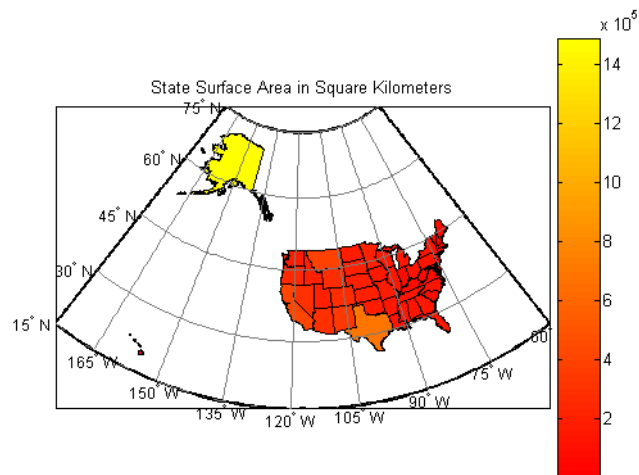 x 10^5
State Surface Area in Square Kilometers
14
12
10
8
6
4
2
75° N
60° N
45° N
30° N
15° N
165° W
150° W
135° W
120° W
105° W
90° W
75° W
60°